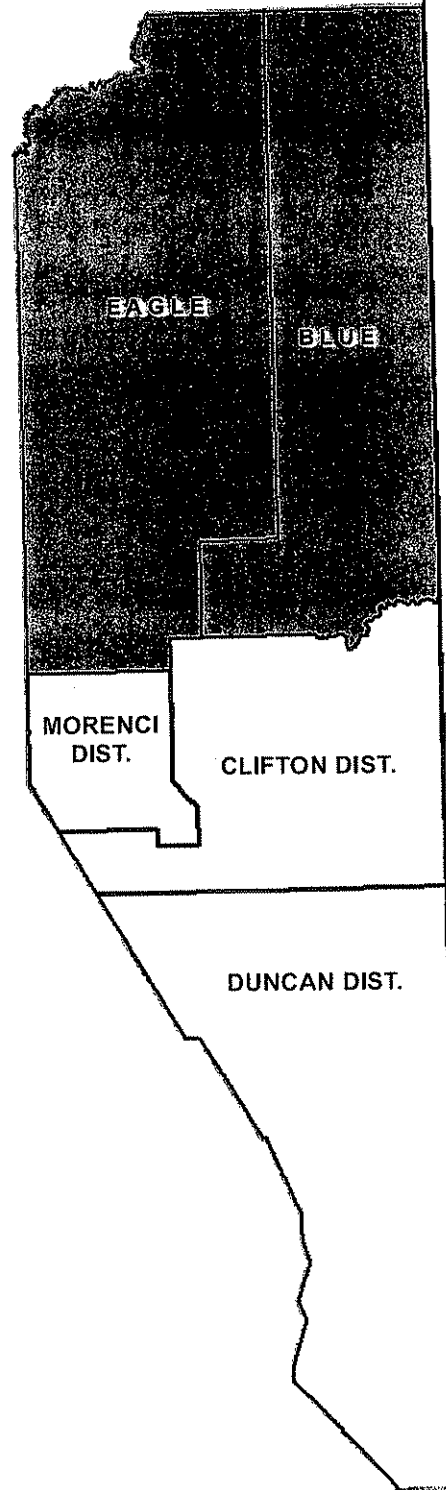 EAGLE
BLUE
MORENCI
DIST.
CLIFTON DIST.
DUNCAN DIST.